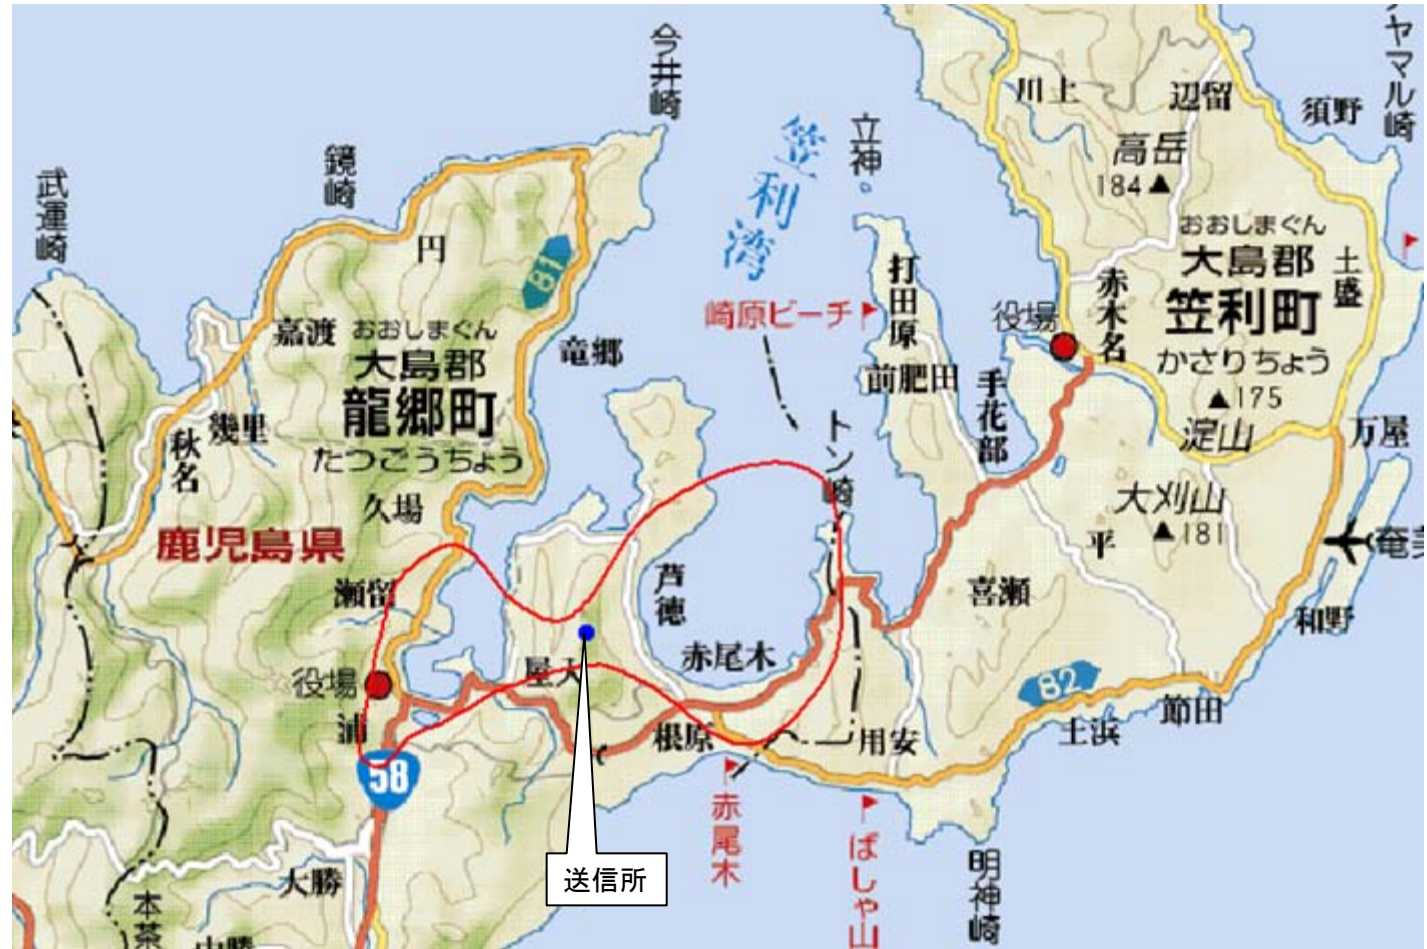 今井崎
鏡崎
武運崎
円
81
嘉渡
おおしまぐん
大島郡
龍郷町
たつごうちょう
竜郷
幾里
秋名
久場
鹿児島県
瀬留
役場
浦
58
大勝
本茶
屋入
芦徳
赤尾木
根原
送信所
赤尾木
ばしゃ山
用安
明神崎
笠利湾
立神
崎原ビーチ
打田原
前肥田
手花部
トン崎
川上
辺留
須野
ヤマル崎
高岳
184
おおしまぐん
大島郡
笠利町
かさりちょう
土盛
赤木名
役場
175
淀山
万屋
大刈山
181
平
喜瀬
和野
82
節田
土浜